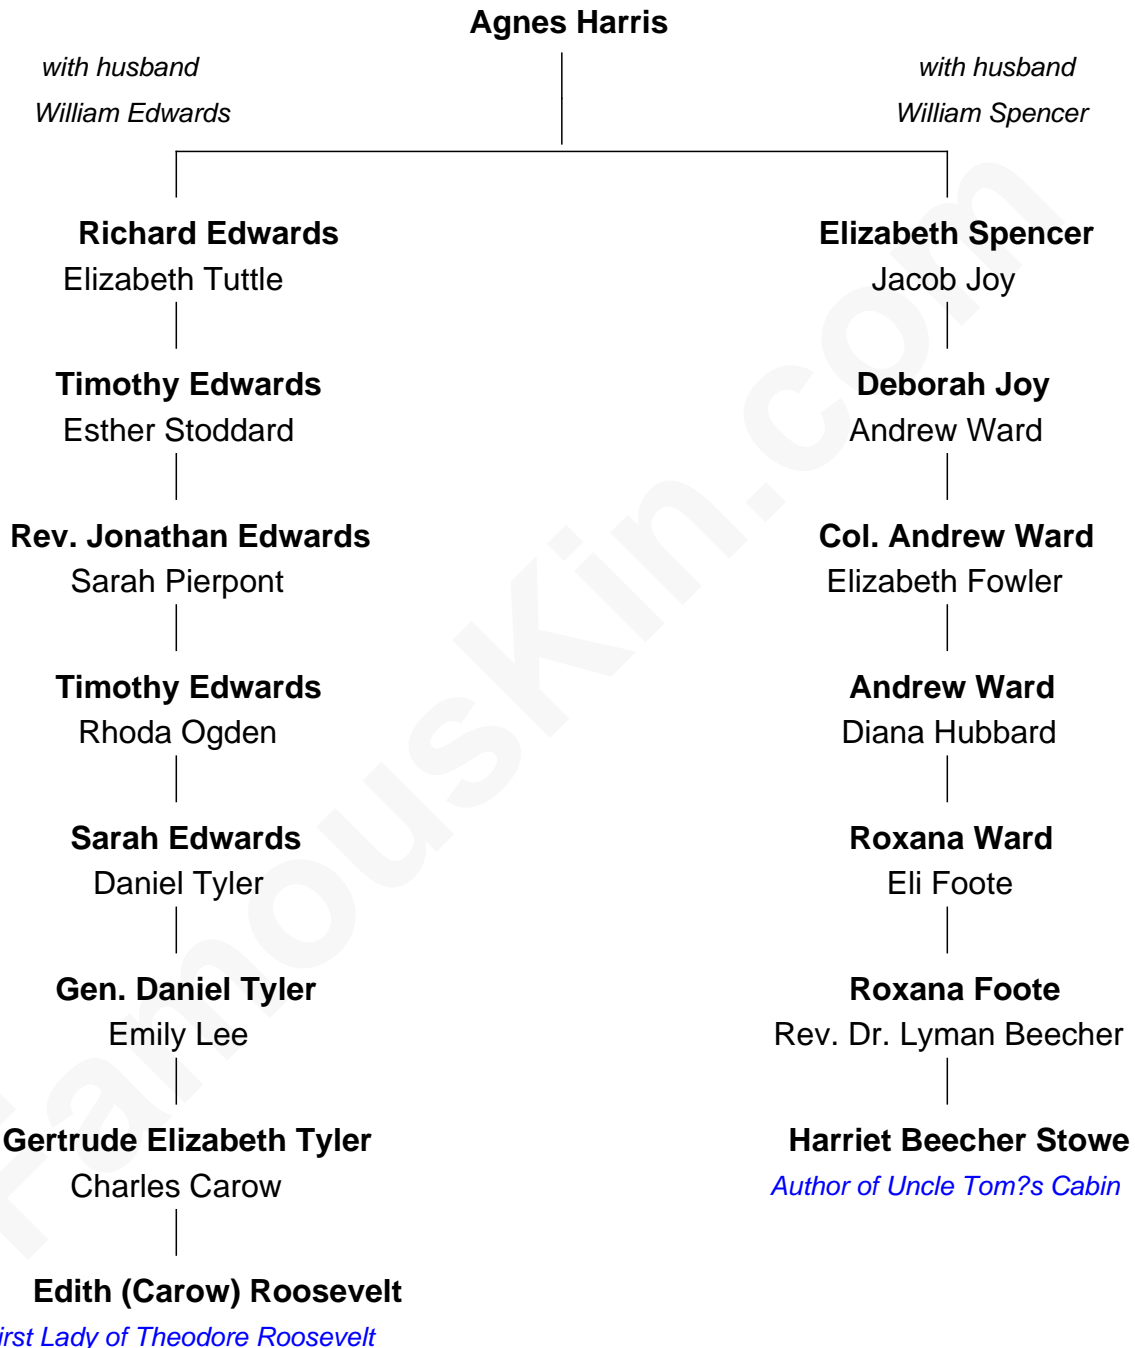 Agnes Harris
with husband
William Edwards
with husband
William Spencer
Richard Edwards
Elizabeth Tuttle
Elizabeth Spencer
Jacob Joy
Timothy Edwards
Esther Stoddard
Deborah Joy
Andrew Ward
Rev. Jonathan Edwards
Sarah Pierpont
Col. Andrew Ward
Elizabeth Fowler
Timothy Edwards
Rhoda Ogden
Andrew Ward
Diana Hubbard
Sarah Edwards
Daniel Tyler
Roxana Ward
Eli Foote
Gen. Daniel Tyler
Emily Lee
Roxana Foote
Rev. Dr. Lyman Beecher
Gertrude Elizabeth Tyler
Charles Carow
Harriet Beecher Stowe
Author of Uncle Tom?s Cabin
Edith (Carow) Roosevelt
irst Lady of Theodore Roosevelt
FamousKin.com